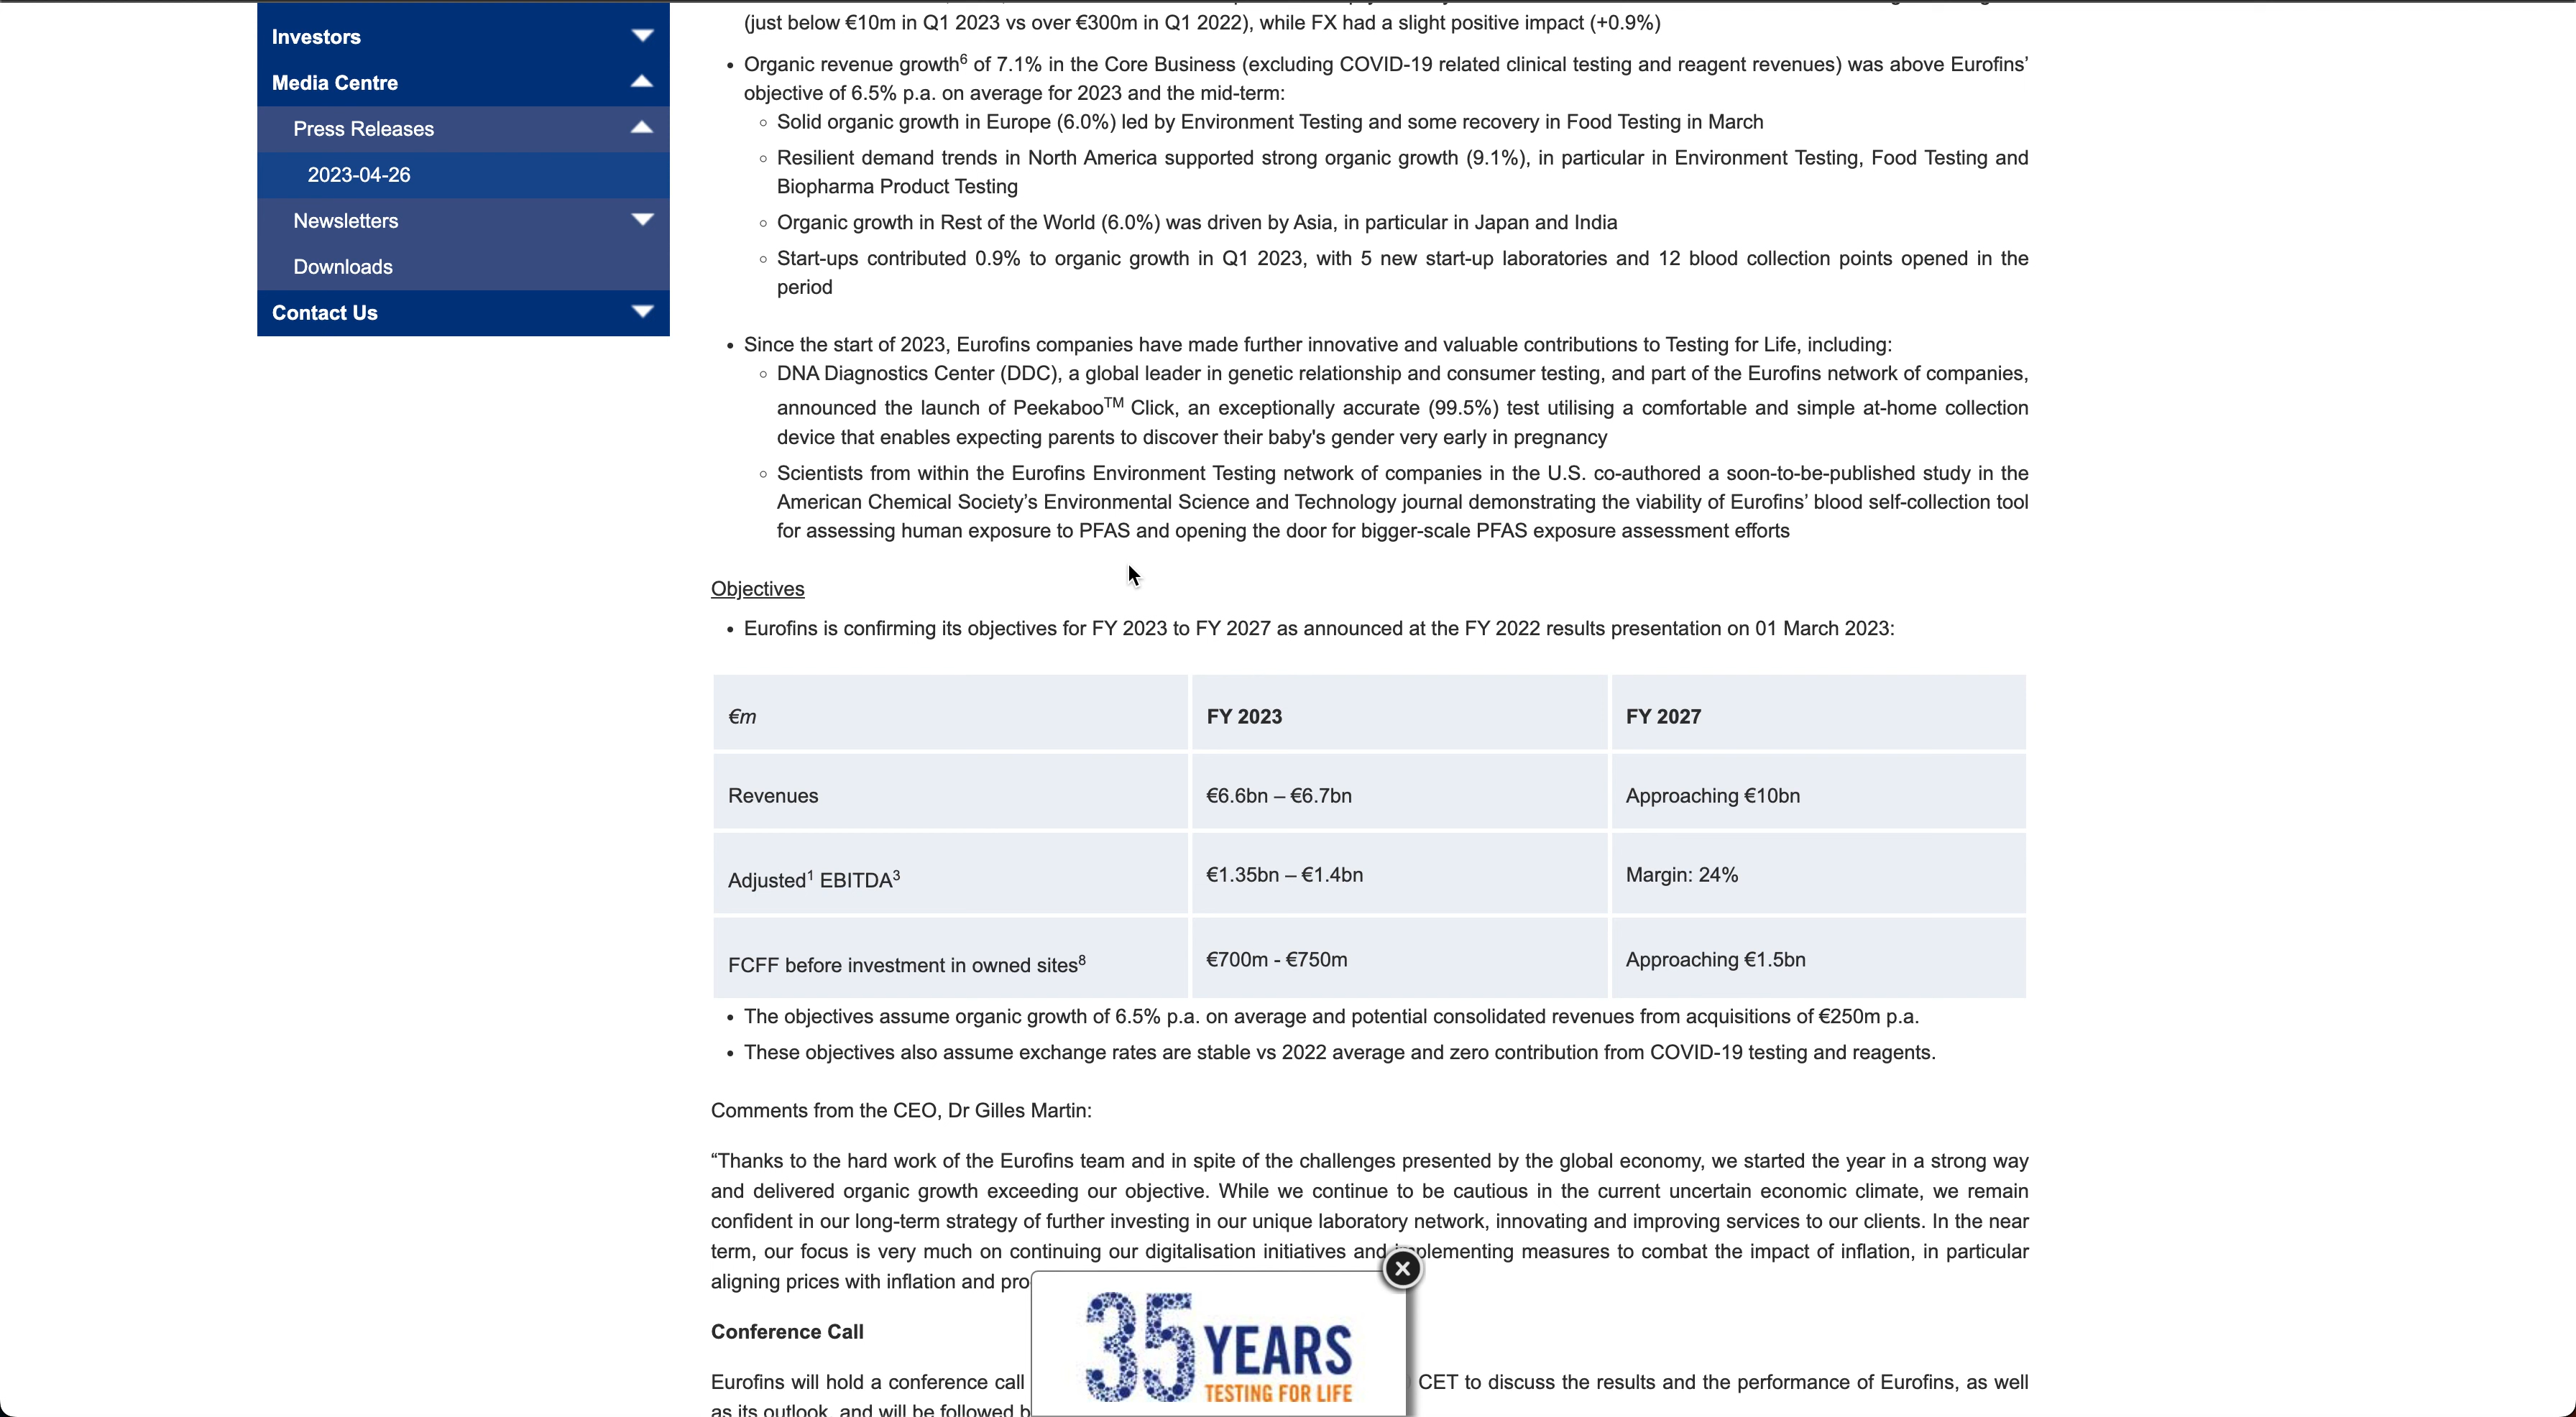 Investors
Media Centre
Press Releases
2023-04-26
Newsletters
Downloads
Contact Us
(just below €10m in Q1 2023 vs over €300m in Q1 2022), while FX had a slight positive impact (+0.9%)
• Organic revenue growth6 of 7.1% in the Core Business (excluding COVID-19 related clinical testing and reagent revenues) was above Eurofins’
objective of 6.5% p.a. on average for 2023 and the mid-term:
◦ Solid organic growth in Europe (6.0%) led by Environment Testing and some recovery in Food Testing in March
◦ Resilient demand trends in North America supported strong organic growth (9.1%), in particular in Environment Testing, Food Testing and
Biopharma Product Testing
◦ Organic growth in Rest of the World (6.0%) was driven by Asia, in particular in Japan and India
◦ Start-ups contributed 0.9% to organic growth in Q1 2023, with 5 new start-up laboratories and 12 blood collection points opened in the
period
• Since the start of 2023, Eurofins companies have made further innovative and valuable contributions to Testing for Life, including:
◦ DNA Diagnostics Center (DDC), a global leader in genetic relationship and consumer testing, and part of the Eurofins network of companies,
announced the launch of PeekabooTM Click, an exceptionally accurate (99.5%) test utilising a comfortable and simple at-home collection
device that enables expecting parents to discover their baby's gender very early in pregnancy
◦ Scientists from within the Eurofins Environment Testing network of companies in the U.S. co-authored a soon-to-be-published study in the
American Chemical Society’s Environmental Science and Technology journal demonstrating the viability of Eurofins’ blood self-collection tool
for assessing human exposure to PFAS and opening the door for bigger-scale PFAS exposure assessment efforts
Objectives
• Eurofins is confirming its objectives for FY 2023 to FY 2027 as announced at the FY 2022 results presentation on 01 March 2023:
€m FY 2023 FY 2027
Revenues €6.6bn – €6.7bn Approaching €10bn
Adjusted1 EBITDA3 €1.35bn – €1.4bn Margin: 24%
FCFF before investment in owned sites8 €700m - €750m Approaching €1.5bn
• The objectives assume organic growth of 6.5% p.a. on average and potential consolidated revenues from acquisitions of €250m p.a.
• These objectives also assume exchange rates are stable vs 2022 average and zero contribution from COVID-19 testing and reagents.
Comments from the CEO, Dr Gilles Martin:
“Thanks to the hard work of the Eurofins team and in spite of the challenges presented by the global economy, we started the year in a strong way
and delivered organic growth exceeding our objective. While we continue to be cautious in the current uncertain economic climate, we remain
confident in our long-term strategy of further investing in our unique laboratory network, innovating and improving services to our clients. In the near
term, our focus is very much on continuing our digitalisation initiatives and implementing measures to combat the impact of inflation, in particular
aligning prices with inflation and pro
Conference Call
Eurofins will hold a conference call CET to discuss the results and the performance of Eurofins, as well
as its outlook, and will be followed b
35 YEARS
TESTING FOR LIFE